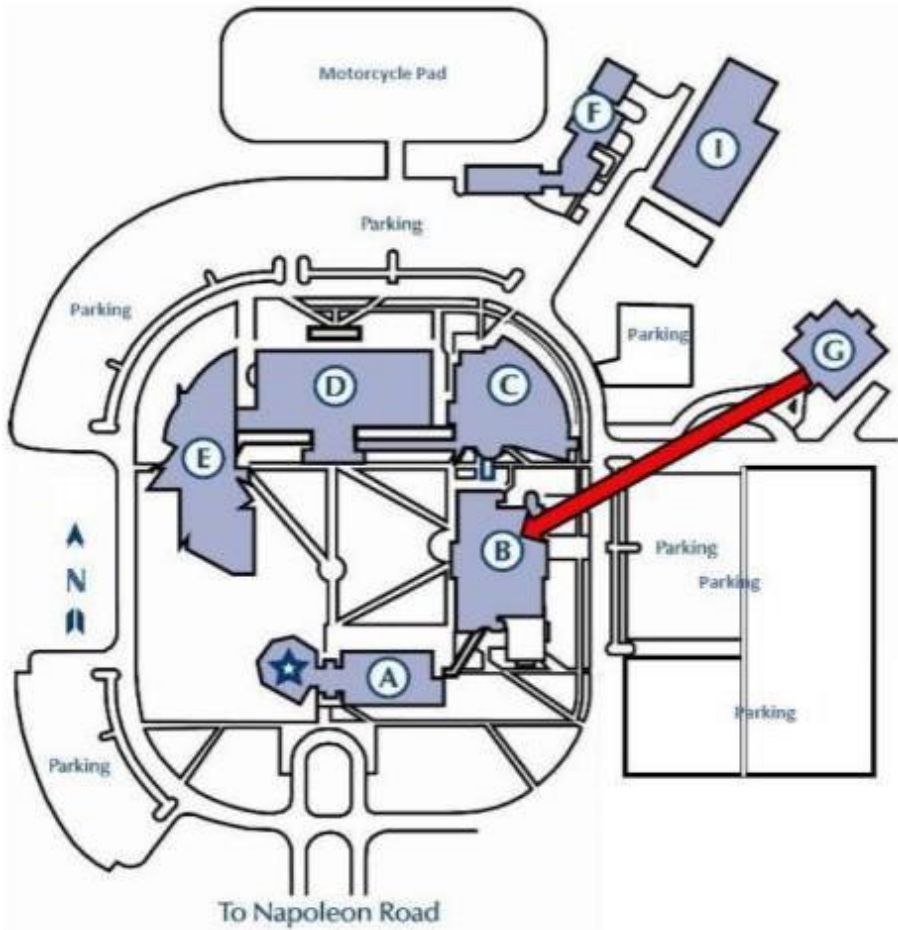 Motorcycle Pad
F
I
Parking
Parking
Parking
G
D
C
E
B
Parking
Parking
N
A
Parking
Parking
To Napoleon Road